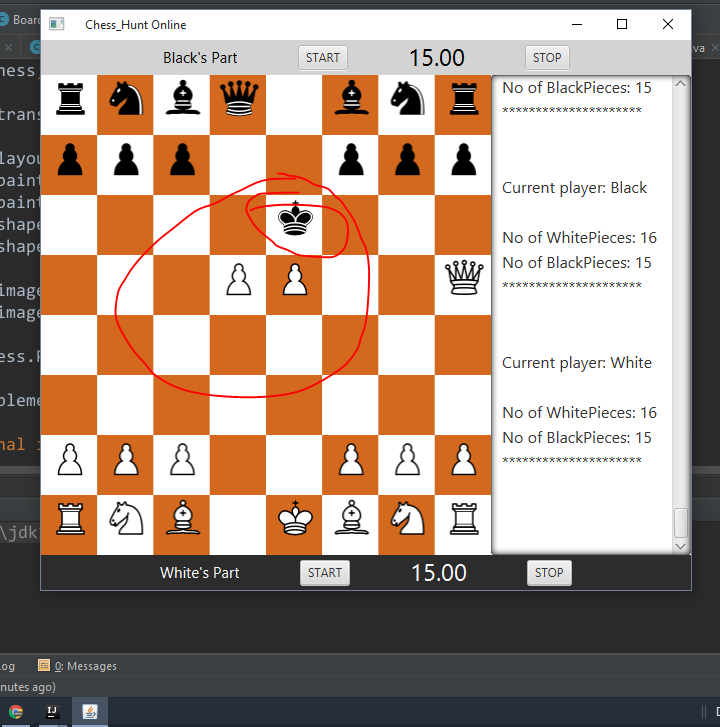 Board
Chess_Hunt Online
ava
Black's Part
START
15.00
STOP
hess
trans
layou
paint
paint
shape
shape
image
image
ess.P
pleme
nal
\jdk
No of BlackPieces: 15
*********************
Current player: Black
No of WhitePieces: 16
No of BlackPieces: 15
*********************
Current player: White
No of WhitePieces: 16
No of BlackPieces: 15
*********************
White's Part
START
15.00
STOP
og
0: Messages
nutes ago)
IJ